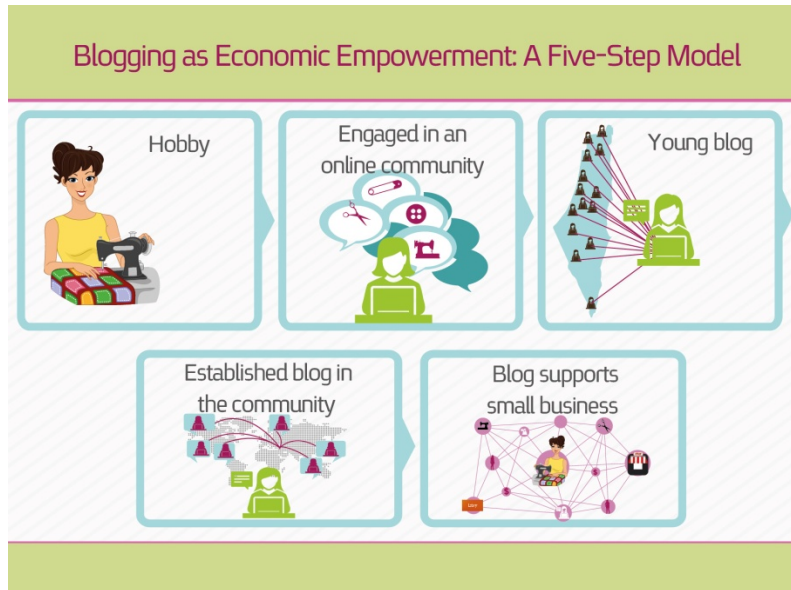 Blogging as Economic Empowerment: A Five-Step Model
Hobby
Engaged in an
online community
Young blog
Established blog in
the community
Blog supports
small business
$
$
$